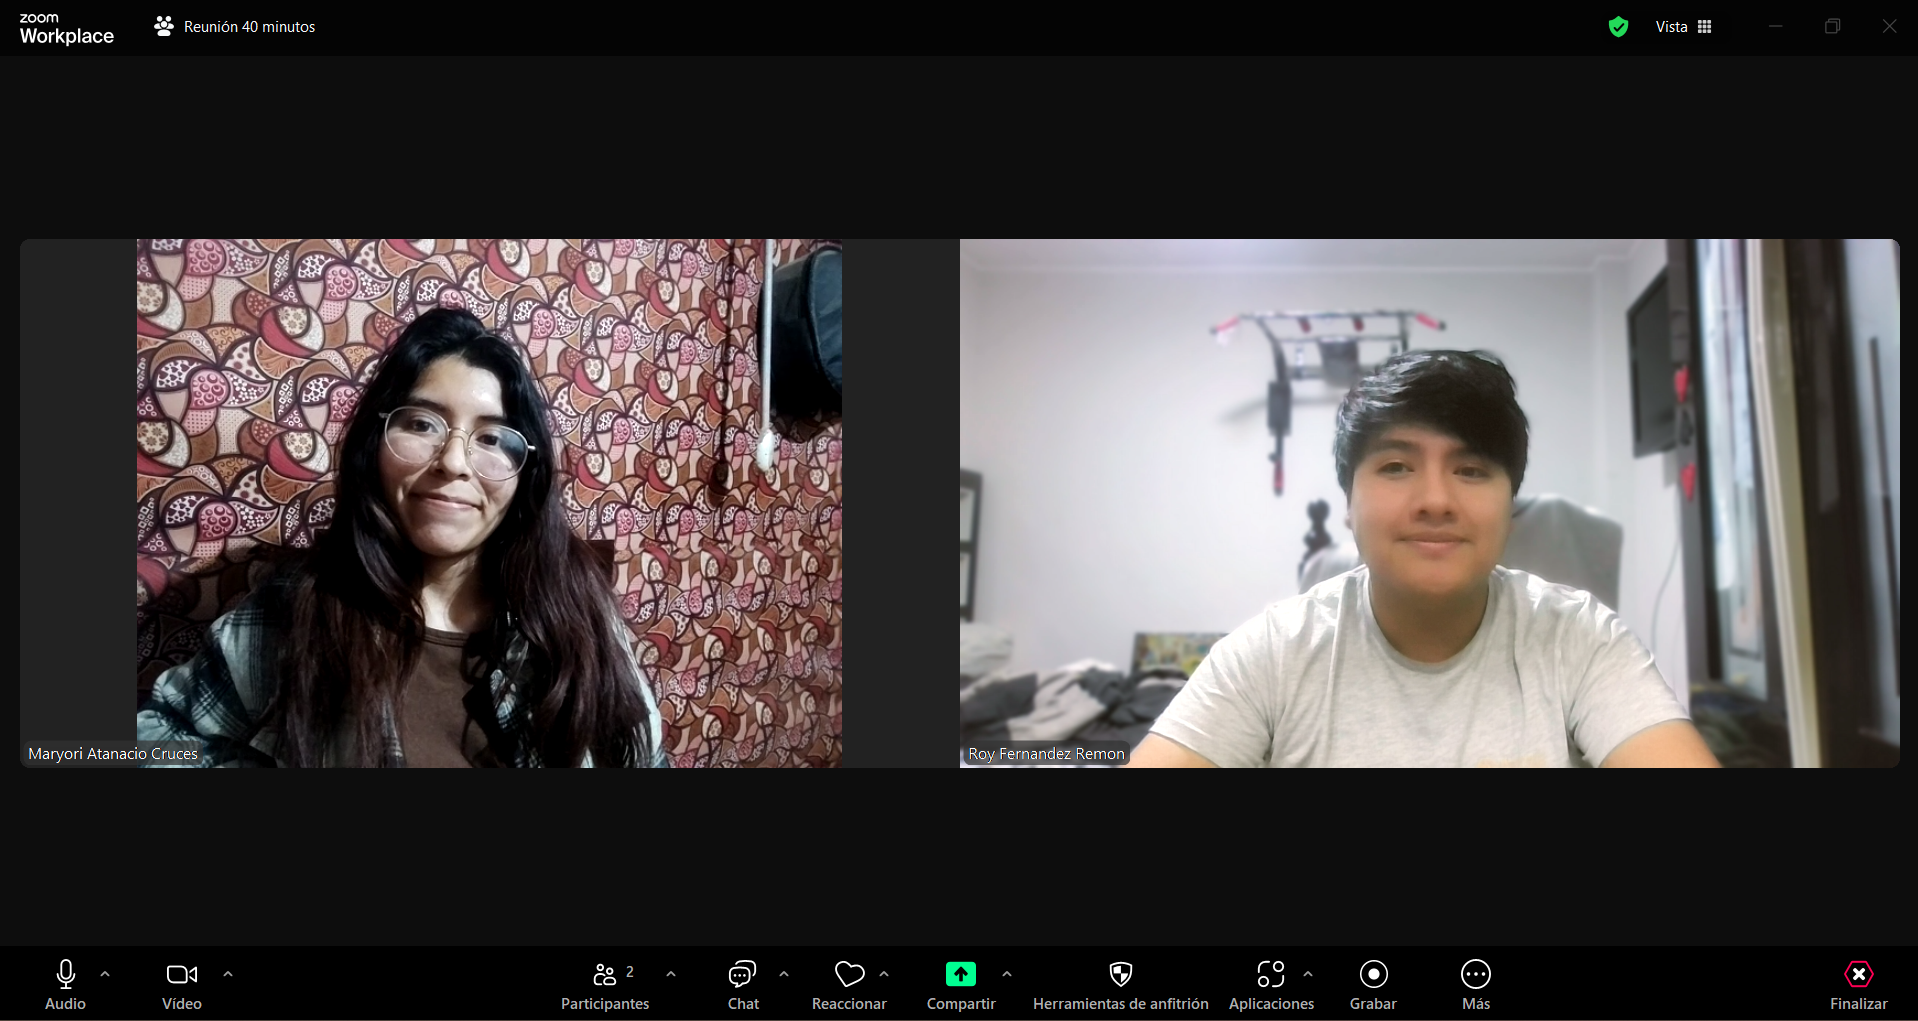 zoom
Workplace
Reunión 40 minutos
Vista
Maryori Atanacio Cruces
Roy Fernandez Remon
Audio
Vídeo
2
Participantes
Chat
Reaccionar
Compartir
Herramientas de anfitrión
Aplicaciones
Grabar
Más
Finalizar